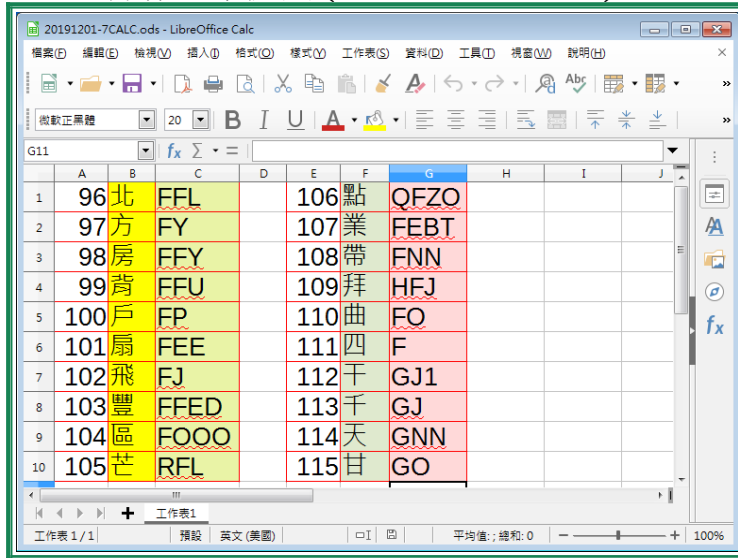 20191201-7CALC.ods - LibreOffice Calc
檔案(F) 編輯(E) 檢視(V) 插入(I) 格式(O) 樣式(Y) 工作表(S) 資料(D) 工具(T) 視窗(W) 說明(H)
微軟正黑體 20 B I U A
G11 fx Σ =
A B C D E F G H I J
1 96 北 FFL 106 點 QFZO
2 97 方 FY 107 業 FEBT
3 98 房 FFY 108 帶 FNN
4 99 背 FFU 109 拜 HFJ
5 100 戶 FP 110 曲 FO
6 101 扇 FEE 111 四 F
7 102 飛 FJ 112 干 GJ1
8 103 豐 FFED 113 千 GJ
9 104 區 FOOO 114 天 GNN
10 105 芒 RFL 115 甘 GO
工作表1
工作表 1 / 1 預設 英文 (美國) 平均值: ; 總和: 0 100%